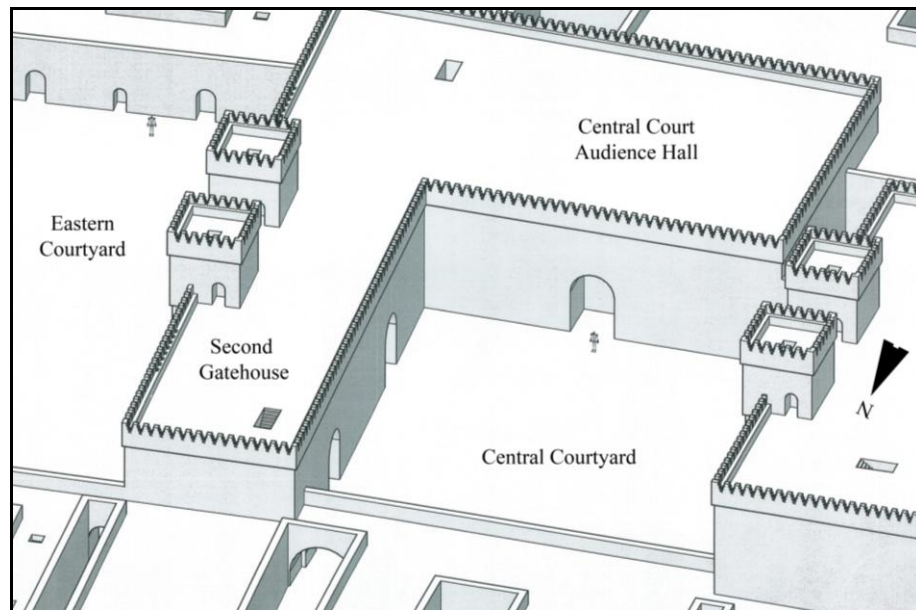 Central Court
Audience Hall
Eastern
Courtyard
Second
Gatehouse
Central Courtyard
N